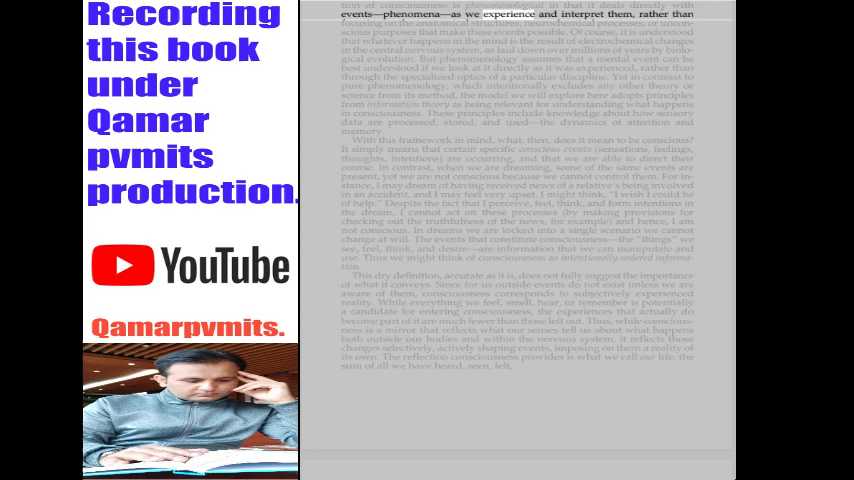 Recording
this book
under
Qamar
pvmits
production.
YouTube
Qamarpvmits.
tion of consciousness is phenomenological in that it deals directly with
events—phenomena—as we experience and interpret them, rather than
focusing on the anatomical structures, neurochemical processes, or uncon-
scious purposes that make these events possible. Of course, it is understood
that whatever happens in the mind is the result of electrochemical changes
in the central nervous system, as laid down over millions of years by biolo-
gical evolution. But phenomenology assumes that a mental event can be
best understood if we look at it directly as it was experienced, rather than
through the specialized optics of a particular discipline. Yet in contrast to
pure phenomenology, which intentionally excludes any other theory or
science from its method, the model we will explore here adopts principles
from information theory as being relevant for understanding what happens
in consciousness. These principles include knowledge about how sensory
data are processed, stored, and used—the dynamics of attention and
memory.
With this framework in mind, what, then, does it mean to be conscious?
It simply means that certain specific conscious events (sensations, feelings,
thoughts, intentions) are occurring, and that we are able to direct their
course. In contrast, when we are dreaming, some of the same events are
present, yet we are not conscious because we cannot control them. For in-
stance, I may dream of having received news of a relative's being involved
in an accident, and I may feel very upset. I might think, "I wish I could be
of help." Despite the fact that I perceive, feel, think, and form intentions in
the dream, I cannot act on these processes (by making provisions for
checking out the truthfulness of the news, for example) and hence, I am
not conscious. In dreams we are locked into a single scenario we cannot
change at will. The events that constitute consciousness—the "things" we
see, feel, think, and desire—are information that we can manipulate and
use. Thus we might think of consciousness as intentionally ordered informa-
tion.
This dry definition, accurate as it is, does not fully suggest the importance
of what it conveys. Since for us outside events do not exist unless we are
aware of them, consciousness corresponds to subjectively experienced
reality. While everything we feel, smell, hear, or remember is potentially
a candidate for entering consciousness, the experiences that actually do
become part of it are much fewer than those left out. Thus, while conscious-
ness is a mirror that reflects what our senses tell us about what happens
both outside our bodies and within the nervous system, it reflects those
changes selectively, actively shaping events, imposing on them a reality of
its own. The reflection consciousness provides is what we call our life: the
sum of all we have heard, seen, felt,